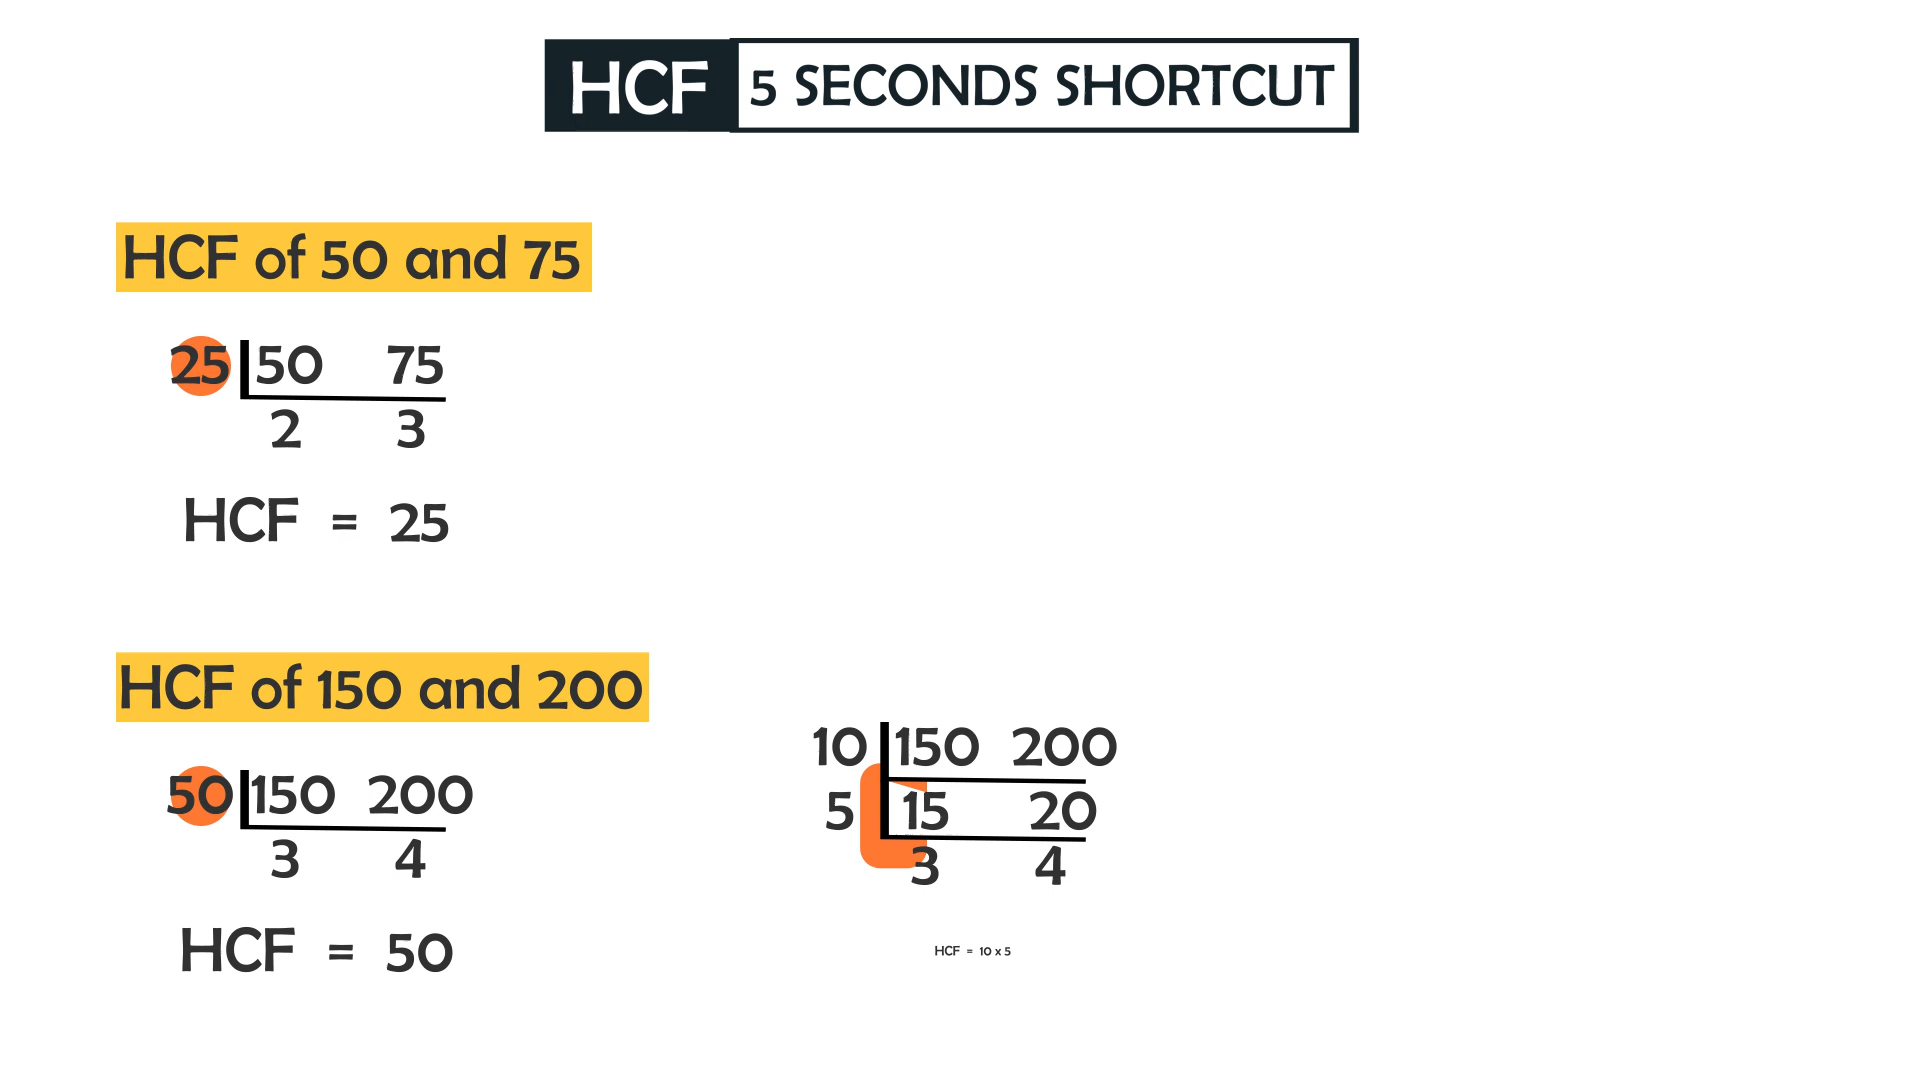 HCF 5 SECONDS SHORTCUT
HCF of 50 and 75
25 50 75
2 3
HCF = 25
HCF of 150 and 200
50 150 200
3 4
HCF = 50
10 150 200
5 15 20
3 4
HCF = 10 x 5